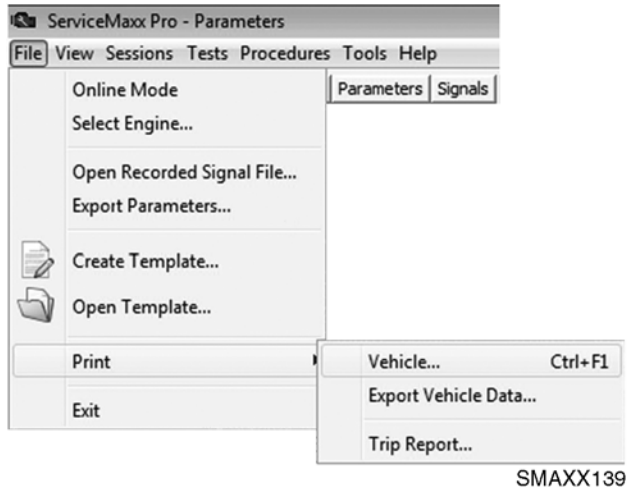 ServiceMaxx Pro - Parameters
File View Sessions Tests Procedures Tools Help
Online Mode
Parameters Signals
Select Engine...
Open Recorded Signal File...
Export Parameters...
Create Template...
Open Template...
Print
Vehicle... Ctrl+F1
Export Vehicle Data...
Exit
Trip Report...
SMAXX139